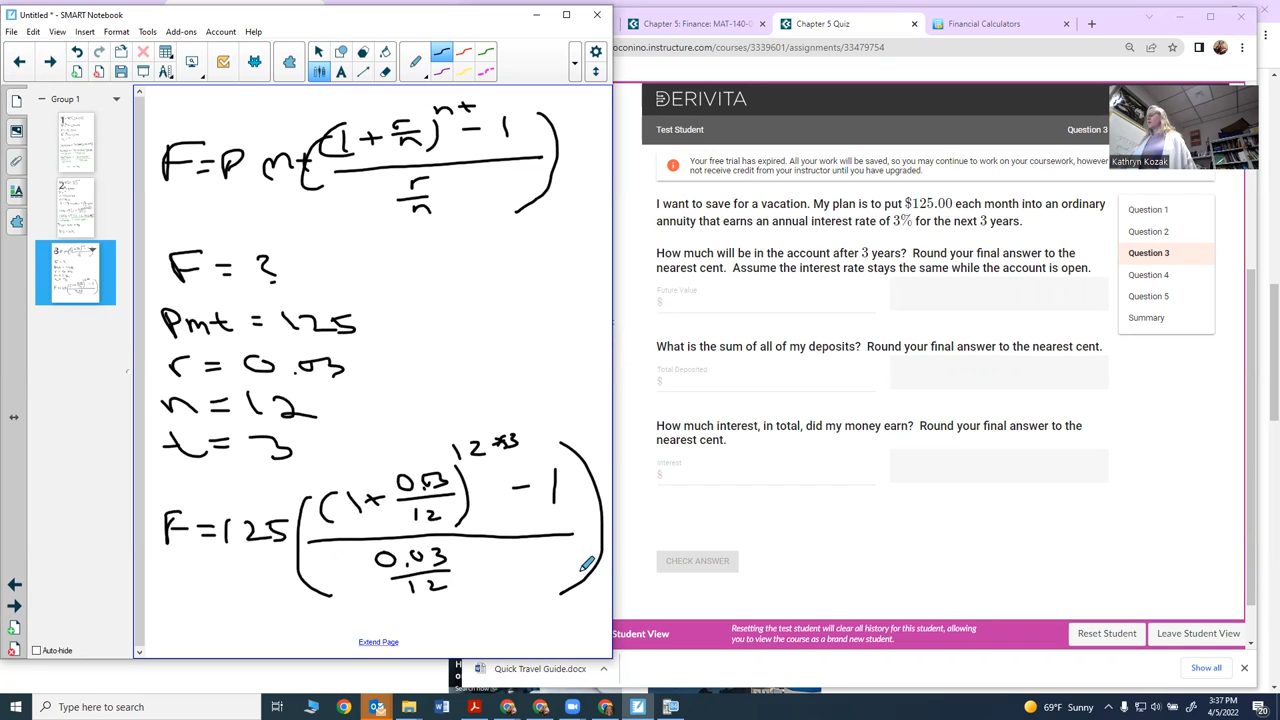 Untitled * - SMART Notebook
File Edit View Insert Format Tools Add-ons Account Help
Group 1
Auto-hide
F = Pmt ( ( (1 + r/n)^nt - 1 ) / (r/n) )
F = ?
Pmt = 125
r = 0.03
n = 12
t = 3
F = 125 ( ( (1 + 0.03/12)^12*3 - 1 ) / (0.03/12) )
Extend Page
Chapter 5: Finance: MAT-140-
Chapter 5 Quiz
Financial Calculators
oconino.instructure.com/courses/3339601/assignments/33479754
DERIVITA
Test Student
Question 3
Kathryn Kozak
Your free trial has expired. All your work will be saved, so you may continue to work on your coursework, however
not receive credit from your instructor until you have upgraded.
I want to save for a vacation. My plan is to put $125.00 each month into an ordinary
annuity that earns an annual interest rate of 3% for the next 3 years.
How much will be in the account after 3 years? Round your final answer to the
nearest cent. Assume the interest rate stays the same while the account is open.
Future Value
$
What is the sum of all of my deposits? Round your final answer to the nearest cent.
Total Deposited
$
How much interest, in total, did my money earn? Round your final answer to the
nearest cent.
Interest
$
CHECK ANSWER
Question 1
Question 2
Question 3
Question 4
Question 5
Summary
Student View
Resetting the test student will clear all history for this student, allowing
you to view the course as a brand new student.
Reset Student
Leave Student View
Quick Travel Guide.docx
Show all
Type here to search
69°F Sunny
3:37 PM
4/5/2022